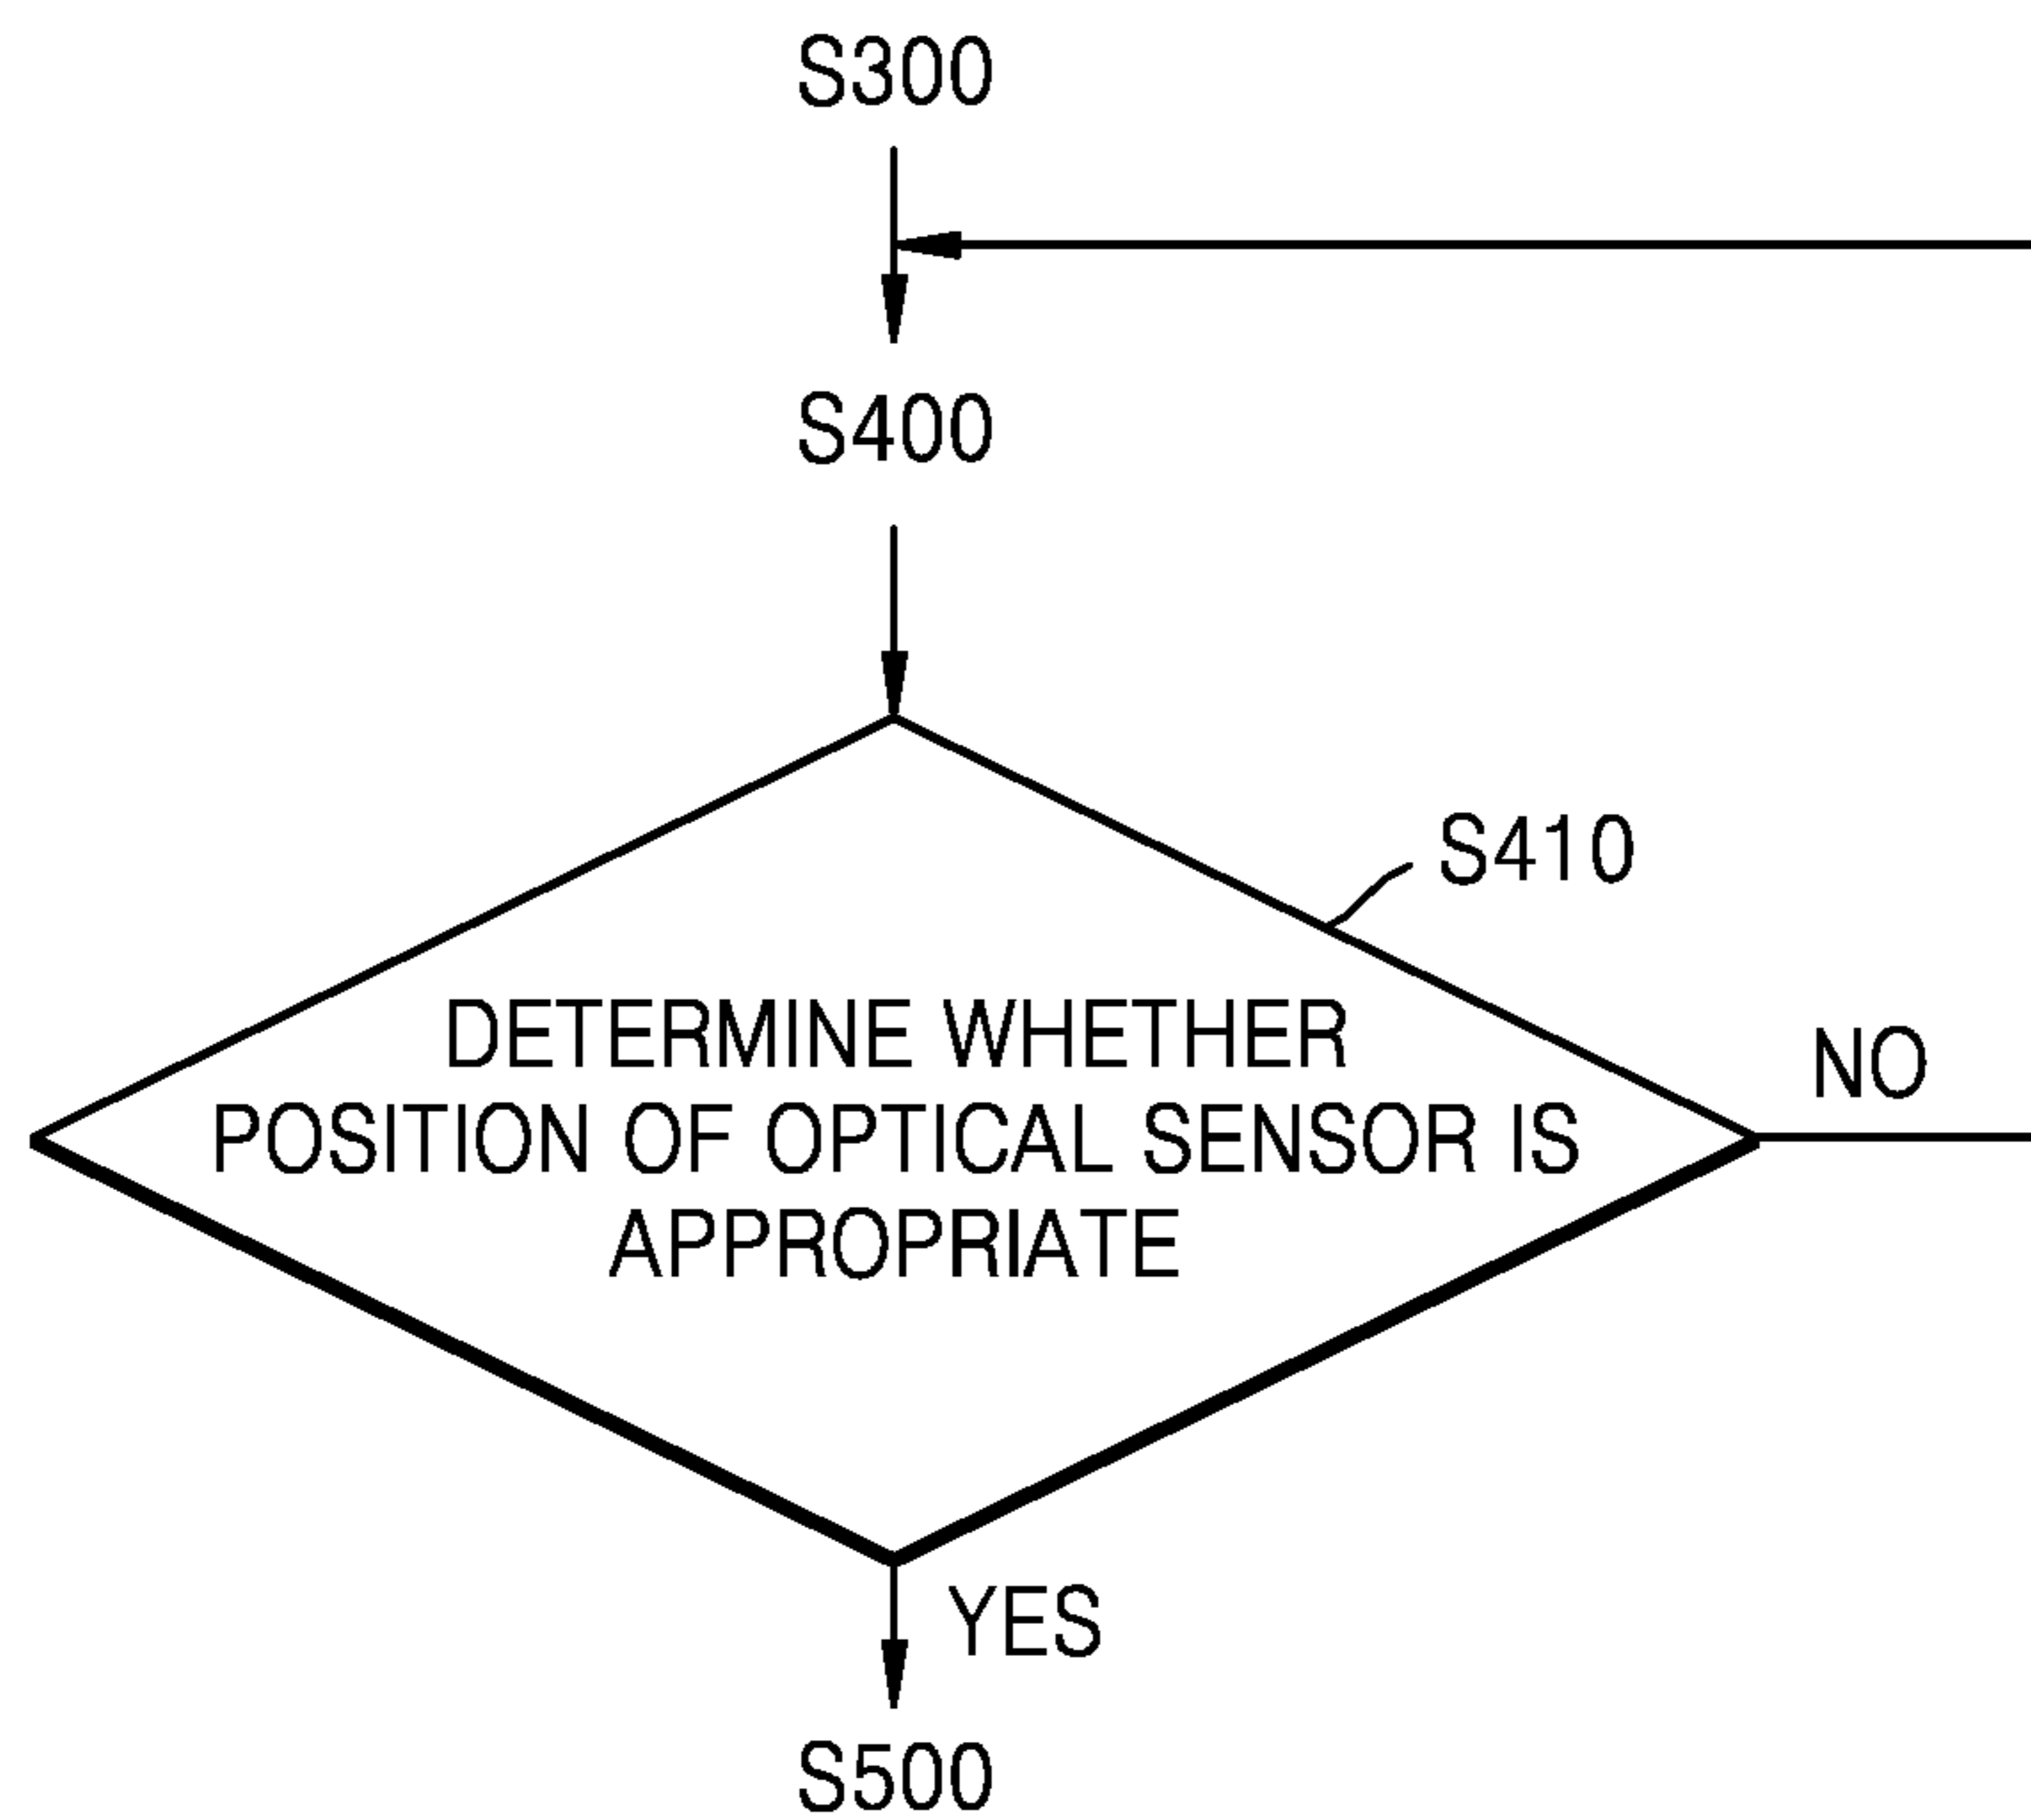 S300
S400
S410
DETERMINE WHETHER
POSITION OF OPTICAL SENSOR IS
APPROPRIATE
NO
YES
S500